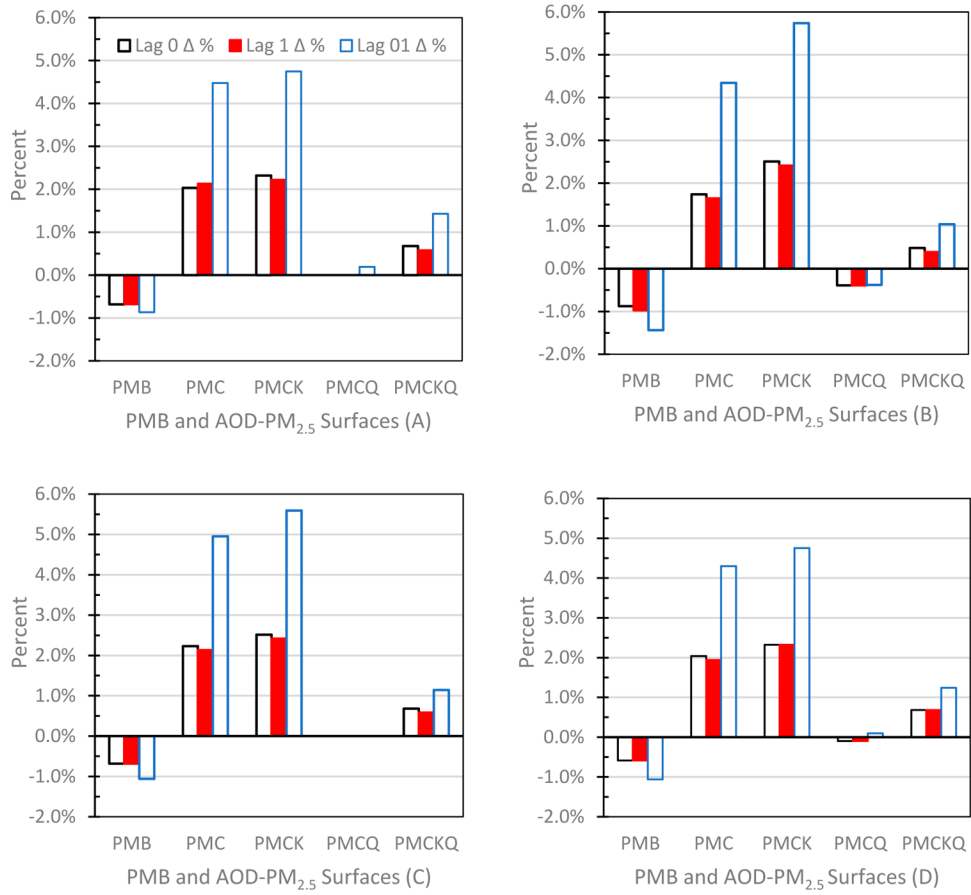 6.0%
5.0%
4.0%
3.0%
2.0%
1.0%
0.0%
-1.0%
-2.0%
Percent
Lag 0 Δ % Lag 1 Δ % Lag 01 Δ %
PMB PMC PMCK PMCQ PMCKQ
PMB and AOD-PM2.5 Surfaces (A)
6.0%
5.0%
4.0%
3.0%
2.0%
1.0%
0.0%
-1.0%
-2.0%
Percent
PMB PMC PMCK PMCQ PMCKQ
PMB and AOD-PM2.5 Surfaces (B)
6.0%
5.0%
4.0%
3.0%
2.0%
1.0%
0.0%
-1.0%
-2.0%
Percent
PMB PMC PMCK PMCQ PMCKQ
PMB and AOD-PM2.5 Surfaces (C)
6.0%
5.0%
4.0%
3.0%
2.0%
1.0%
0.0%
-1.0%
-2.0%
Percent
PMB PMC PMCK PMCQ PMCKQ
PMB and AOD-PM2.5 Surfaces (D)